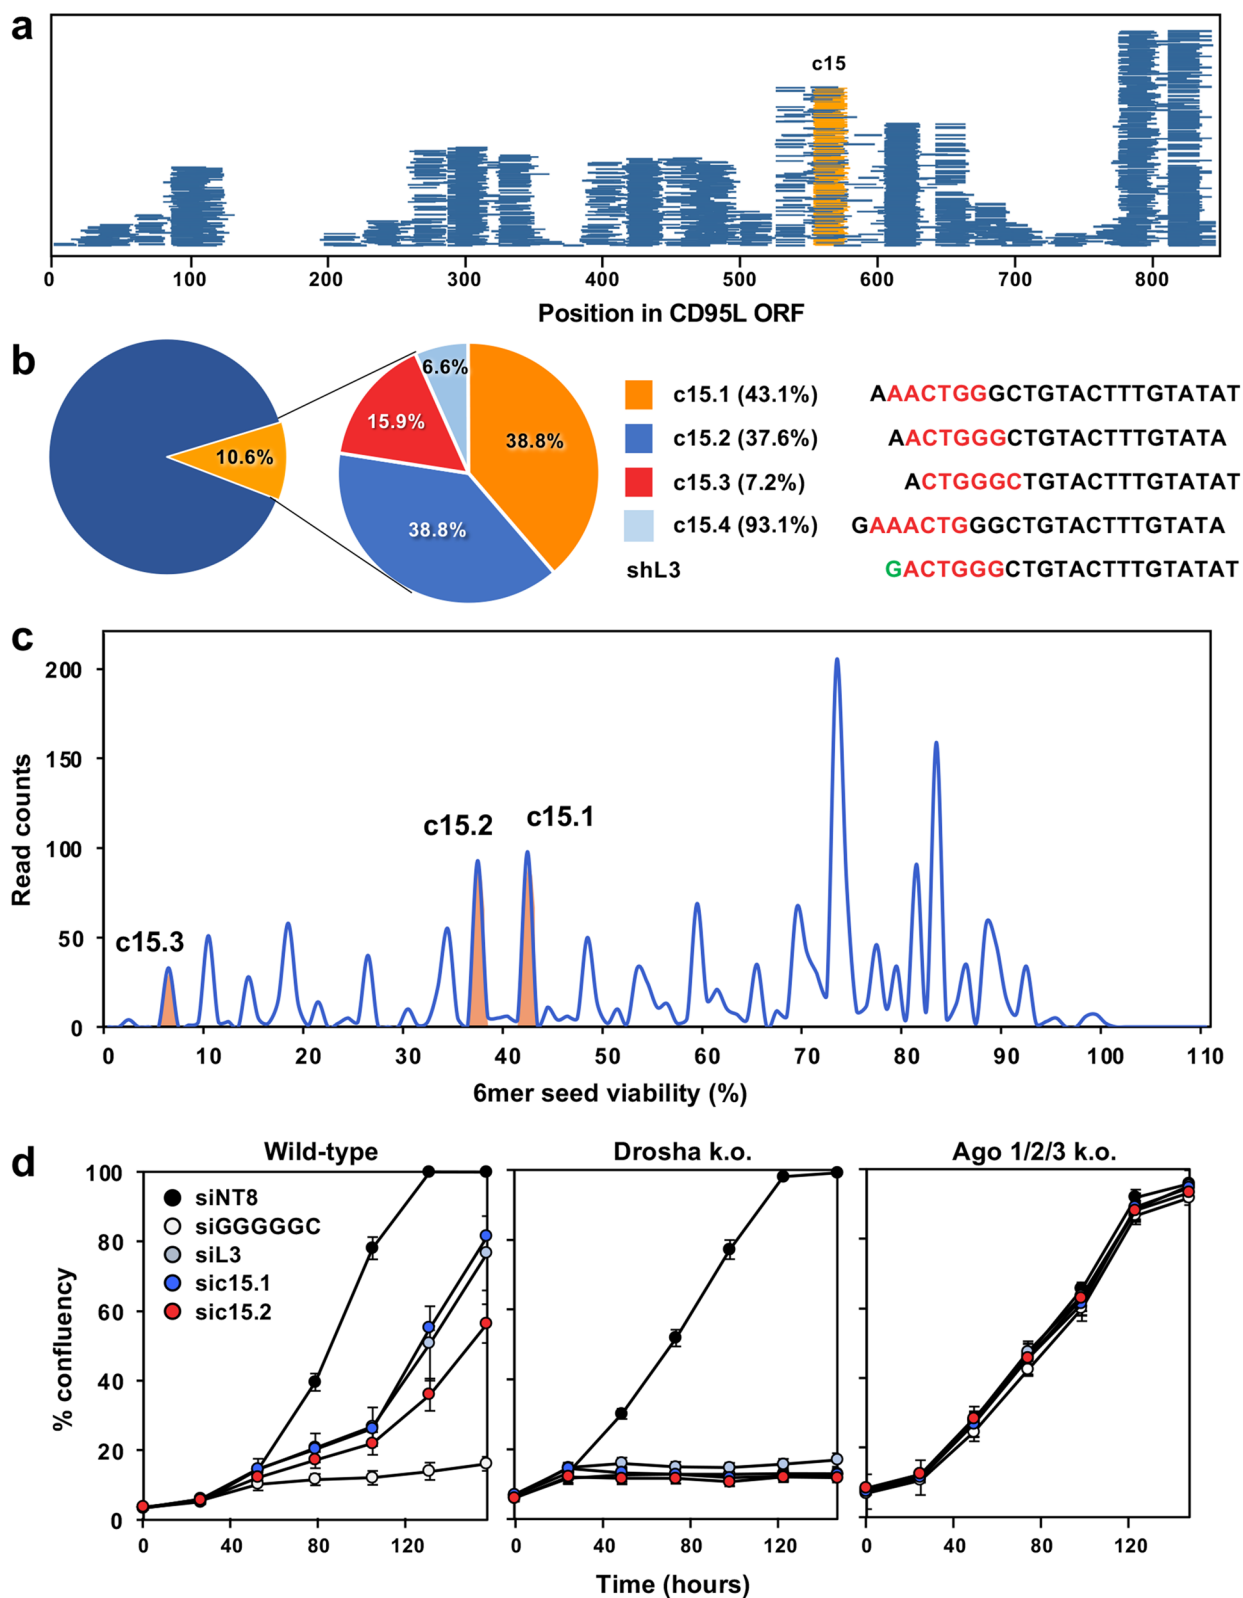 a
c15
0 100 200 300 400 500 600 700 800
Position in CD95L ORF
b
10.6%
6.6%
15.9%
38.8%
38.8%
c15.1 (43.1%) AAACTGGGCTGTACTTTGTATAT
c15.2 (37.6%) AACTGGGCTGTACTTTGTATA
c15.3 (7.2%) ACTGGGCTGTACTTTGTATAT
c15.4 (93.1%) GAAACTGGGCTGTACTTTGTATA
shL3 GACTGGGCTGTACTTTGTATAT
c
200
150
100
50
0
Read counts
c15.3
c15.2
c15.1
0 10 20 30 40 50 60 70 80 90 100 110
6mer seed viability (%)
d
Wild-type Drosha k.o. Ago 1/2/3 k.o.
100
80
60
40
20
0
% confluency
siNT8
siGGGGGC
siL3
sic15.1
sic15.2
0 40 80 120 0 40 80 120 0 40 80 120
Time (hours)